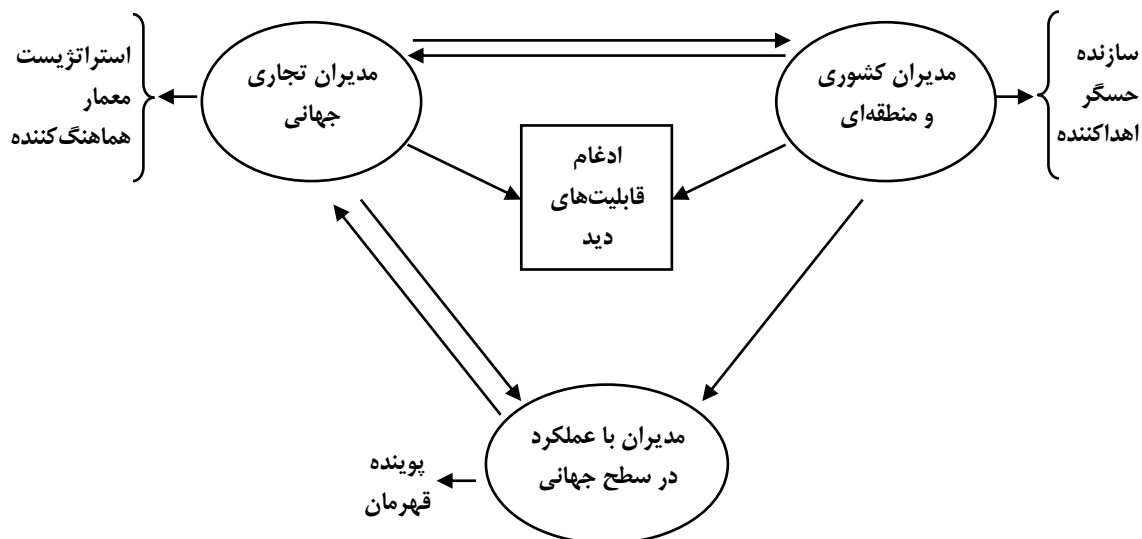 سازنده
حسگر
اهداکننده
مدیران کشوری
و منطقه‌ای
ادغام
قابلیت‌های
دید
مدیران تجاری
جهانی
استراتژیست
معمار
هماهنگ‌کننده
مدیران با عملکرد
در سطح جهانی
پوینده
قهرمان